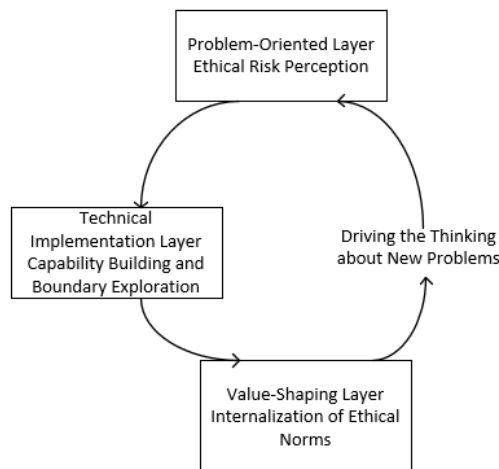 Problem-Oriented Layer
Ethical Risk Perception
Technical
Implementation Layer
Capability Building and
Boundary Exploration
Driving the Thinking
about New Problems
Value-Shaping Layer
Internalization of Ethical
Norms